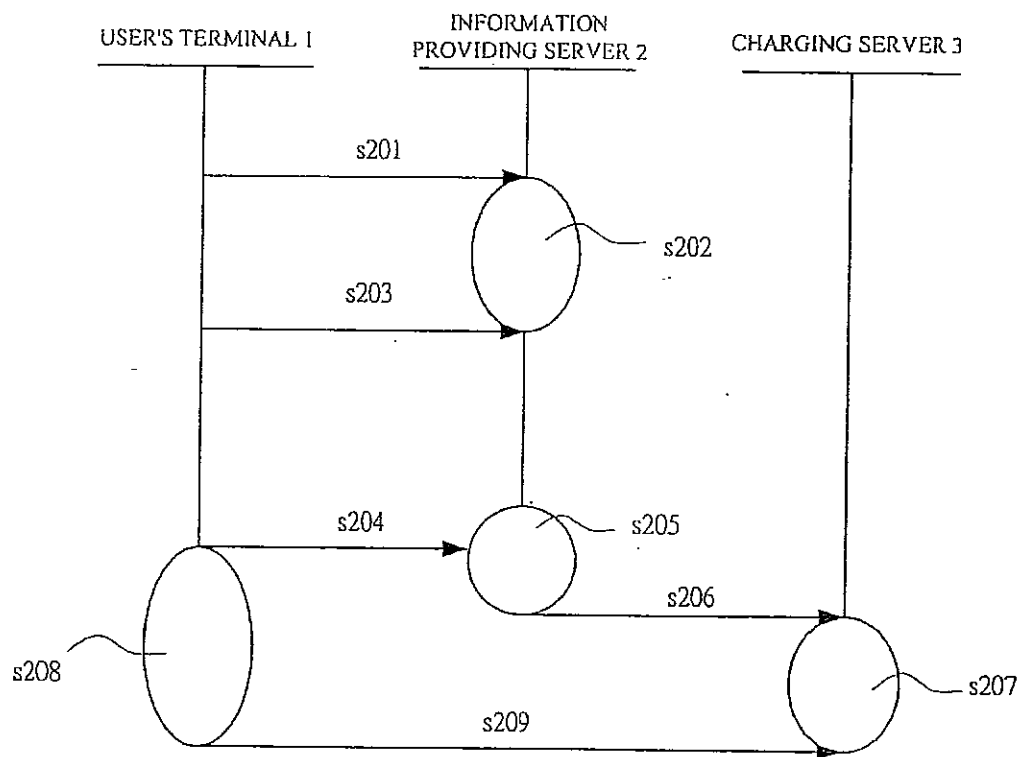 USER'S TERMINAL 1
INFORMATION
PROVIDING SERVER 2
CHARGING SERVER 3
s201
s202
s203
s204
s205
s206
s208
s207
s209